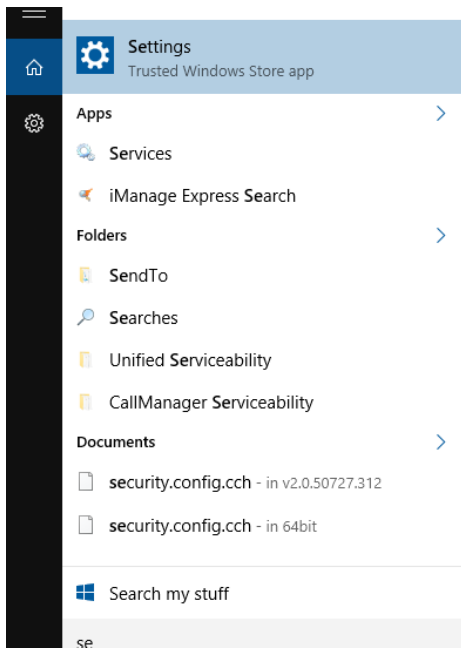 Settings
Trusted Windows Store app
Apps
Services
iManage Express Search
Folders
SendTo
Searches
Unified Serviceability
CallManager Serviceability
Documents
security.config.cch - in v2.0.50727.312
security.config.cch - in 64bit
Search my stuff
se